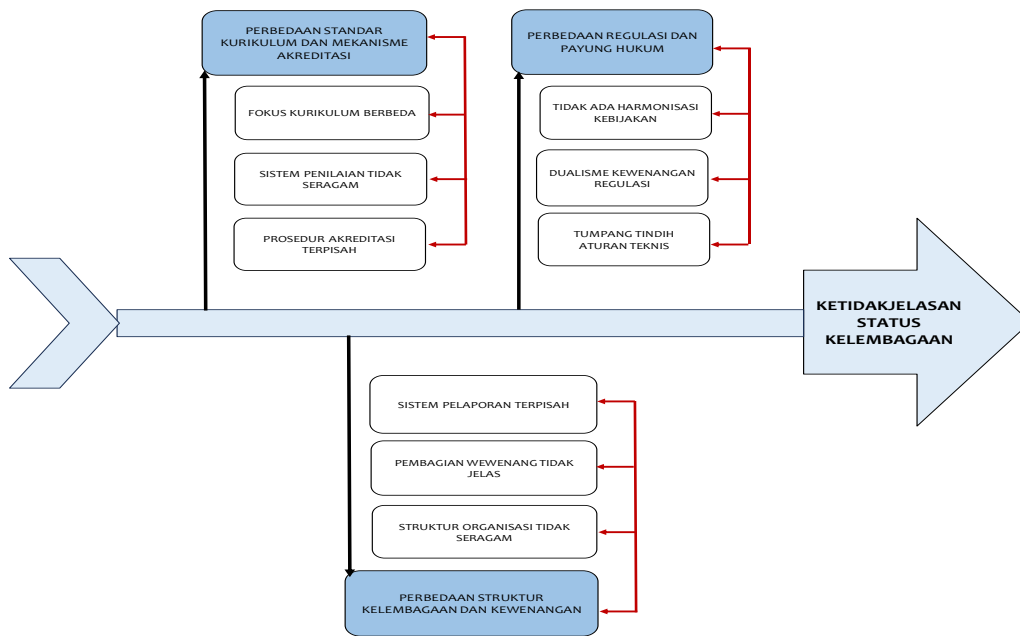 PERBEDAAN STANDAR
KURIKULUM DAN MEKANISME
AKREDITASI
FOKUS KURIKULUM BERBEDA
SISTEM PENILAIAN TIDAK
SERAGAM
PROSEDUR AKREDITASI
TERPISAH
PERBEDAAN REGULASI DAN
PAYUNG HUKUM
TIDAK ADA HARMONISASI
KEBIJAKAN
DUALISME KEWENANGAN
REGULASI
TUMPANG TINDIH
ATURAN TEKNIS
KETIDAKJELASAN
STATUS
KELEMBAGAAN
SISTEM PELAPORAN TERPISAH
PEMBAGIAN WEWENANG TIDAK
JELAS
STRUKTUR ORGANISASI TIDAK
SERAGAM
PERBEDAAN STRUKTUR
KELEMBAGAAN DAN KEWENANGAN